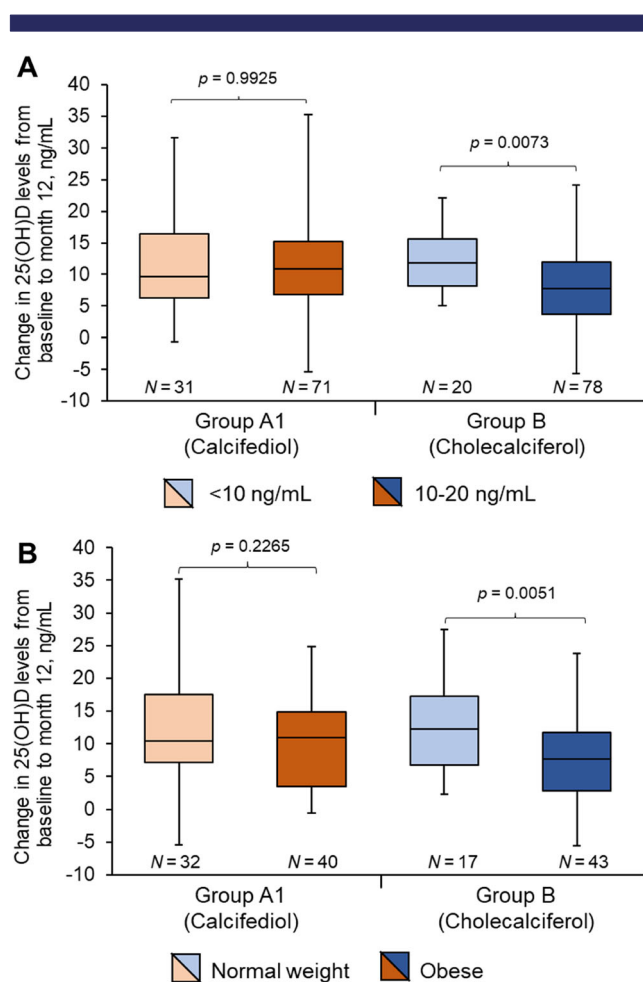 A
Change in 25(OH)D levels from
baseline to month 12, ng/mL
40
35
30
25
20
15
10
5
0
-5
-10
p = 0.9925
p = 0.0073
N = 31
N = 71
N = 20
N = 78
Group A1
(Calcifediol)
Group B
(Cholecalciferol)
<10 ng/mL
10-20 ng/mL
B
Change in 25(OH)D levels from
baseline to month 12, ng/mL
40
35
30
25
20
15
10
5
0
-5
-10
p = 0.2265
p = 0.0051
N = 32
N = 40
N = 17
N = 43
Group A1
(Calcifediol)
Group B
(Cholecalciferol)
Normal weight
Obese